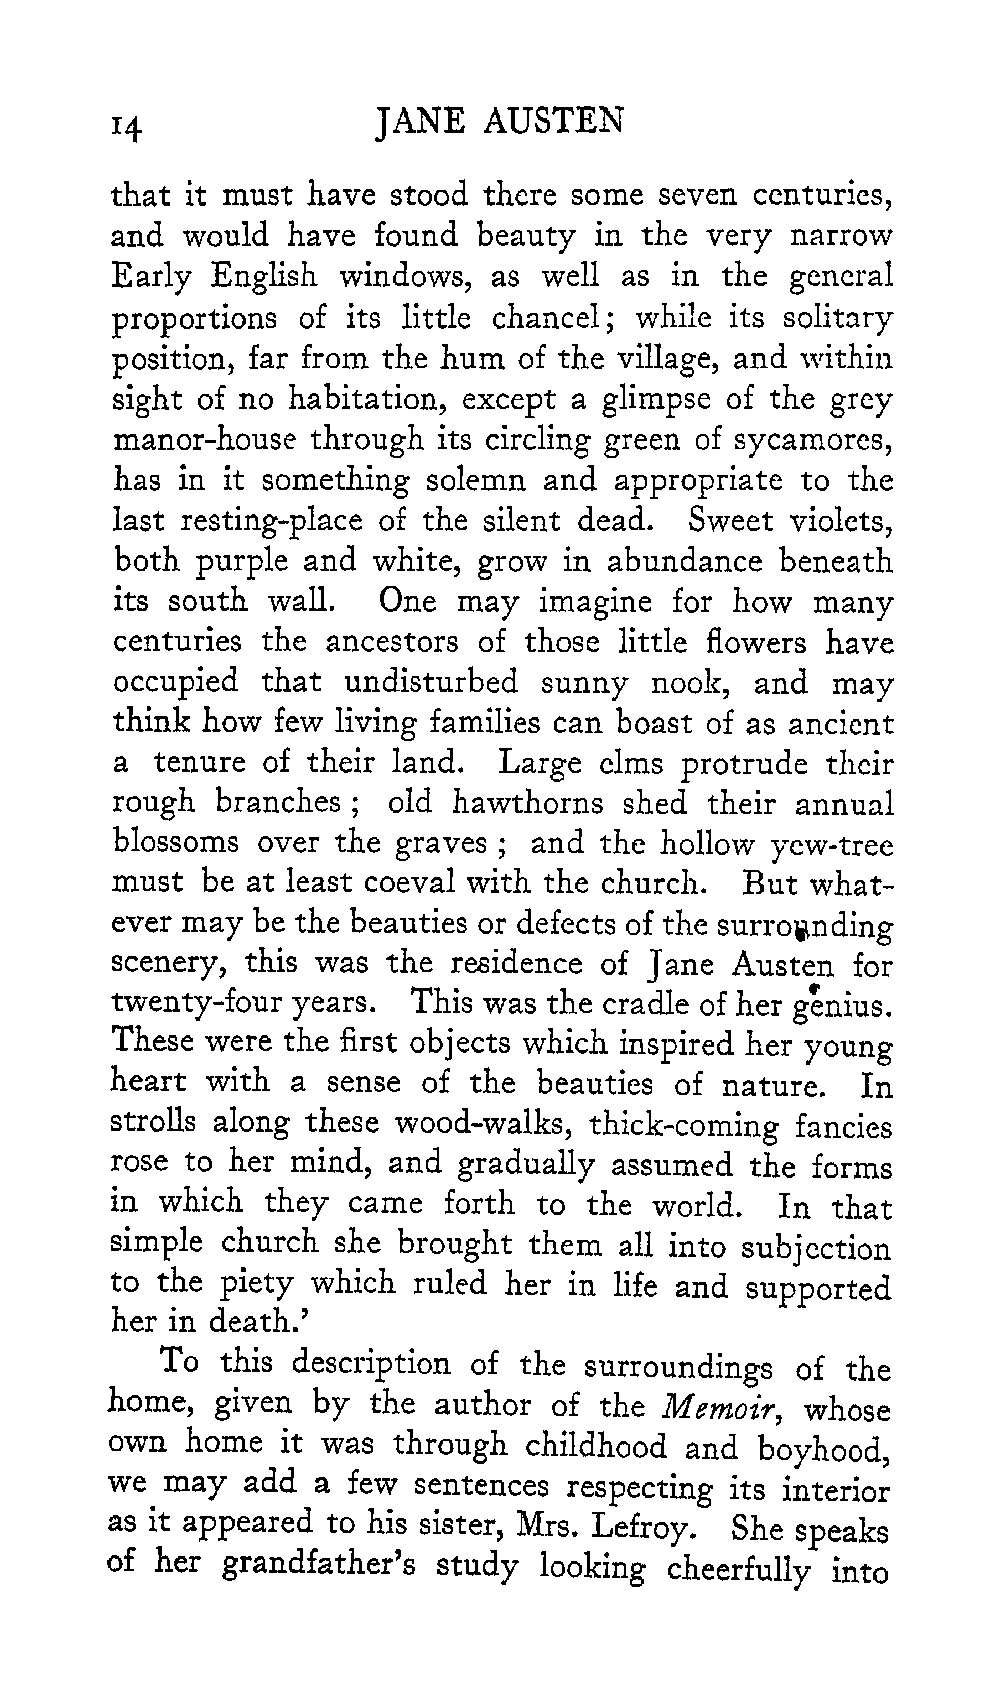 14 JANE AUSTEN
that it must have stood there some seven centuries,
and would have found beauty in the very narrow
Early English windows, as well as in the general
proportions of its little chancel; while its solitary
position, far from the hum of the village, and within
sight of no habitation, except a glimpse of the grey
manor-house through its circling green of sycamores,
has in it something solemn and appropriate to the
last resting-place of the silent dead. Sweet violets,
both purple and white, grow in abundance beneath
its south wall. One may imagine for how many
centuries the ancestors of those little flowers have
occupied that undisturbed sunny nook, and may
think how few living families can boast of as ancient
a tenure of their land. Large elms protrude their
rough branches ; old hawthorns shed their annual
blossoms over the graves ; and the hollow yew-tree
must be at least coeval with the church. But what-
ever may be the beauties or defects of the surrounding
scenery, this was the residence of Jane Austen for
twenty-four years. This was the cradle of her genius.
These were the first objects which inspired her young
heart with a sense of the beauties of nature. In
strolls along these wood-walks, thick-coming fancies
rose to her mind, and gradually assumed the forms
in which they came forth to the world. In that
simple church she brought them all into subjection
to the piety which ruled her in life and supported
her in death.’
To this description of the surroundings of the
home, given by the author of the Memoir, whose
own home it was through childhood and boyhood,
we may add a few sentences respecting its interior
as it appeared to his sister, Mrs. Lefroy. She speaks
of her grandfather’s study looking cheerfully into